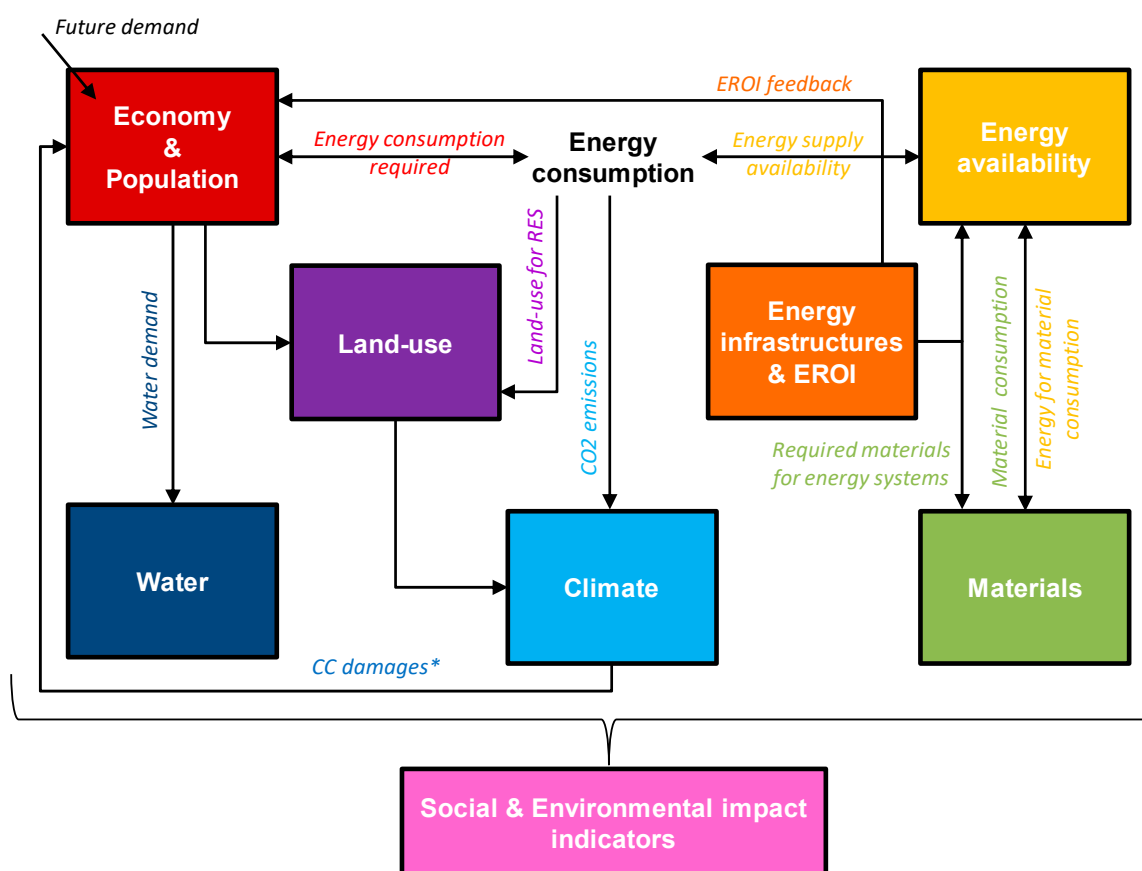 Future demand
Economy
&
Population
EROI feedback
Energy consumption
required
Energy
consumption
Energy supply
availability
Energy
availability
Water demand
Land-use
Land-use for RES
CO2 emissions
Energy
infrastructures
& EROI
Required materials
for energy systems
Material consumption
Energy for material
consumption
Water
Climate
Materials
CC damages*
Social & Environmental impact
indicators